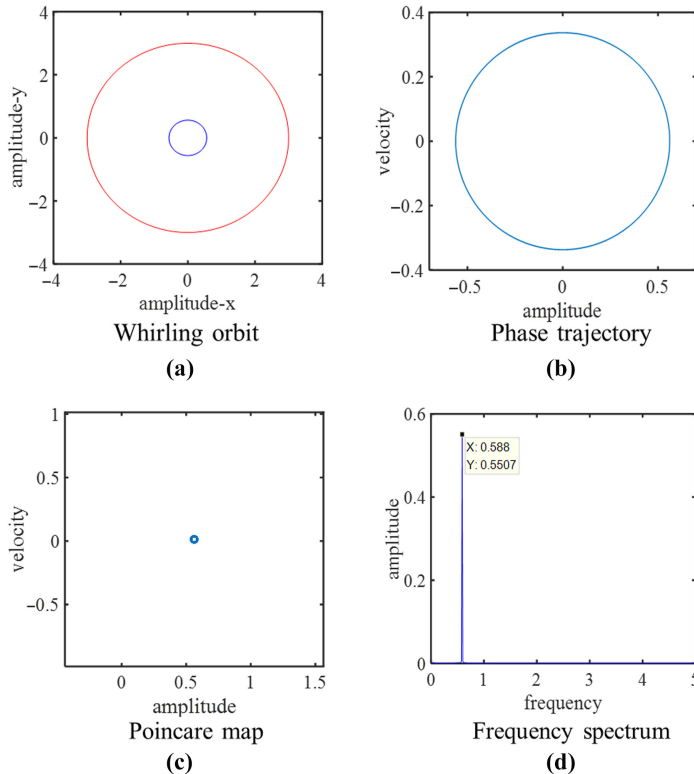 4
2
0
−2
−4
amplitude-y
−4 −2 0 2 4
amplitude-x
Whirling orbit
(a)
0.4
0.2
0
−0.2
−0.4
velocity
−0.5 0 0.5
amplitude
Phase trajectory
(b)
1
0.5
0
−0.5
velocity
0 0.5 1 1.5
amplitude
Poincare map
(c)
0.6
0.4
0.2
0
amplitude
X: 0.588
Y: 0.5507
0 1 2 3 4 5
frequency
Frequency spectrum
(d)